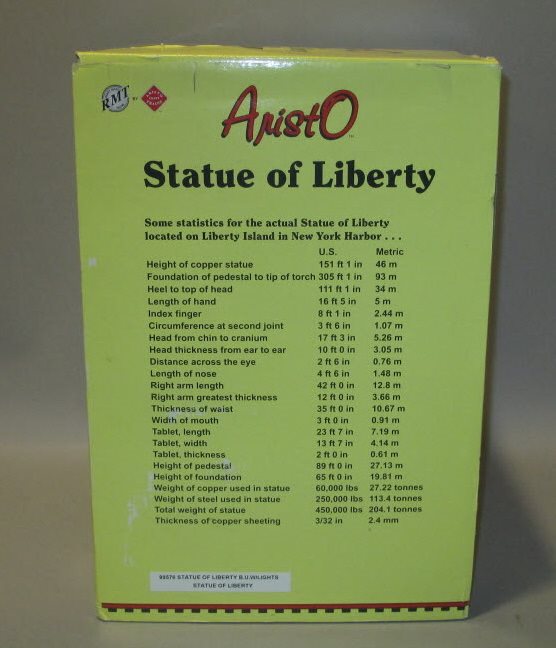 RMT BY
AristO
Statue of Liberty
Some statistics for the actual Statue of Liberty
located on Liberty Island in New York Harbor . . .
U.S. Metric
Height of copper statue 151 ft 1 in 46 m
Foundation of pedestal to tip of torch 305 ft 1 in 93 m
Heel to top of head 111 ft 1 in 34 m
Length of hand 16 ft 5 in 5 m
Index finger 8 ft 1 in 2.44 m
Circumference at second joint 3 ft 6 in 1.07 m
Head from chin to cranium 17 ft 3 in 5.26 m
Head thickness from ear to ear 10 ft 0 in 3.05 m
Distance across the eye 2 ft 6 in 0.76 m
Length of nose 4 ft 6 in 1.48 m
Right arm length 42 ft 0 in 12.8 m
Right arm greatest thickness 12 ft 0 in 3.66 m
Thickness of waist 35 ft 0 in 10.67 m
Width of mouth 3 ft 0 in 0.91 m
Tablet, length 23 ft 7 in 7.19 m
Tablet, width 13 ft 7 in 4.14 m
Tablet, thickness 2 ft 0 in 0.61 m
Height of pedestal 89 ft 0 in 27.13 m
Height of foundation 65 ft 0 in 19.81 m
Weight of copper used in statue 60,000 lbs 27.22 tonnes
Weight of steel used in statue 250,000 lbs 113.4 tonnes
Total weight of statue 450,000 lbs 204.1 tonnes
Thickness of copper sheeting 3/32 in 2.4 mm
STATUE OF LIBERTY B.U.W/LIGHTS
STATUE OF LIBERTY